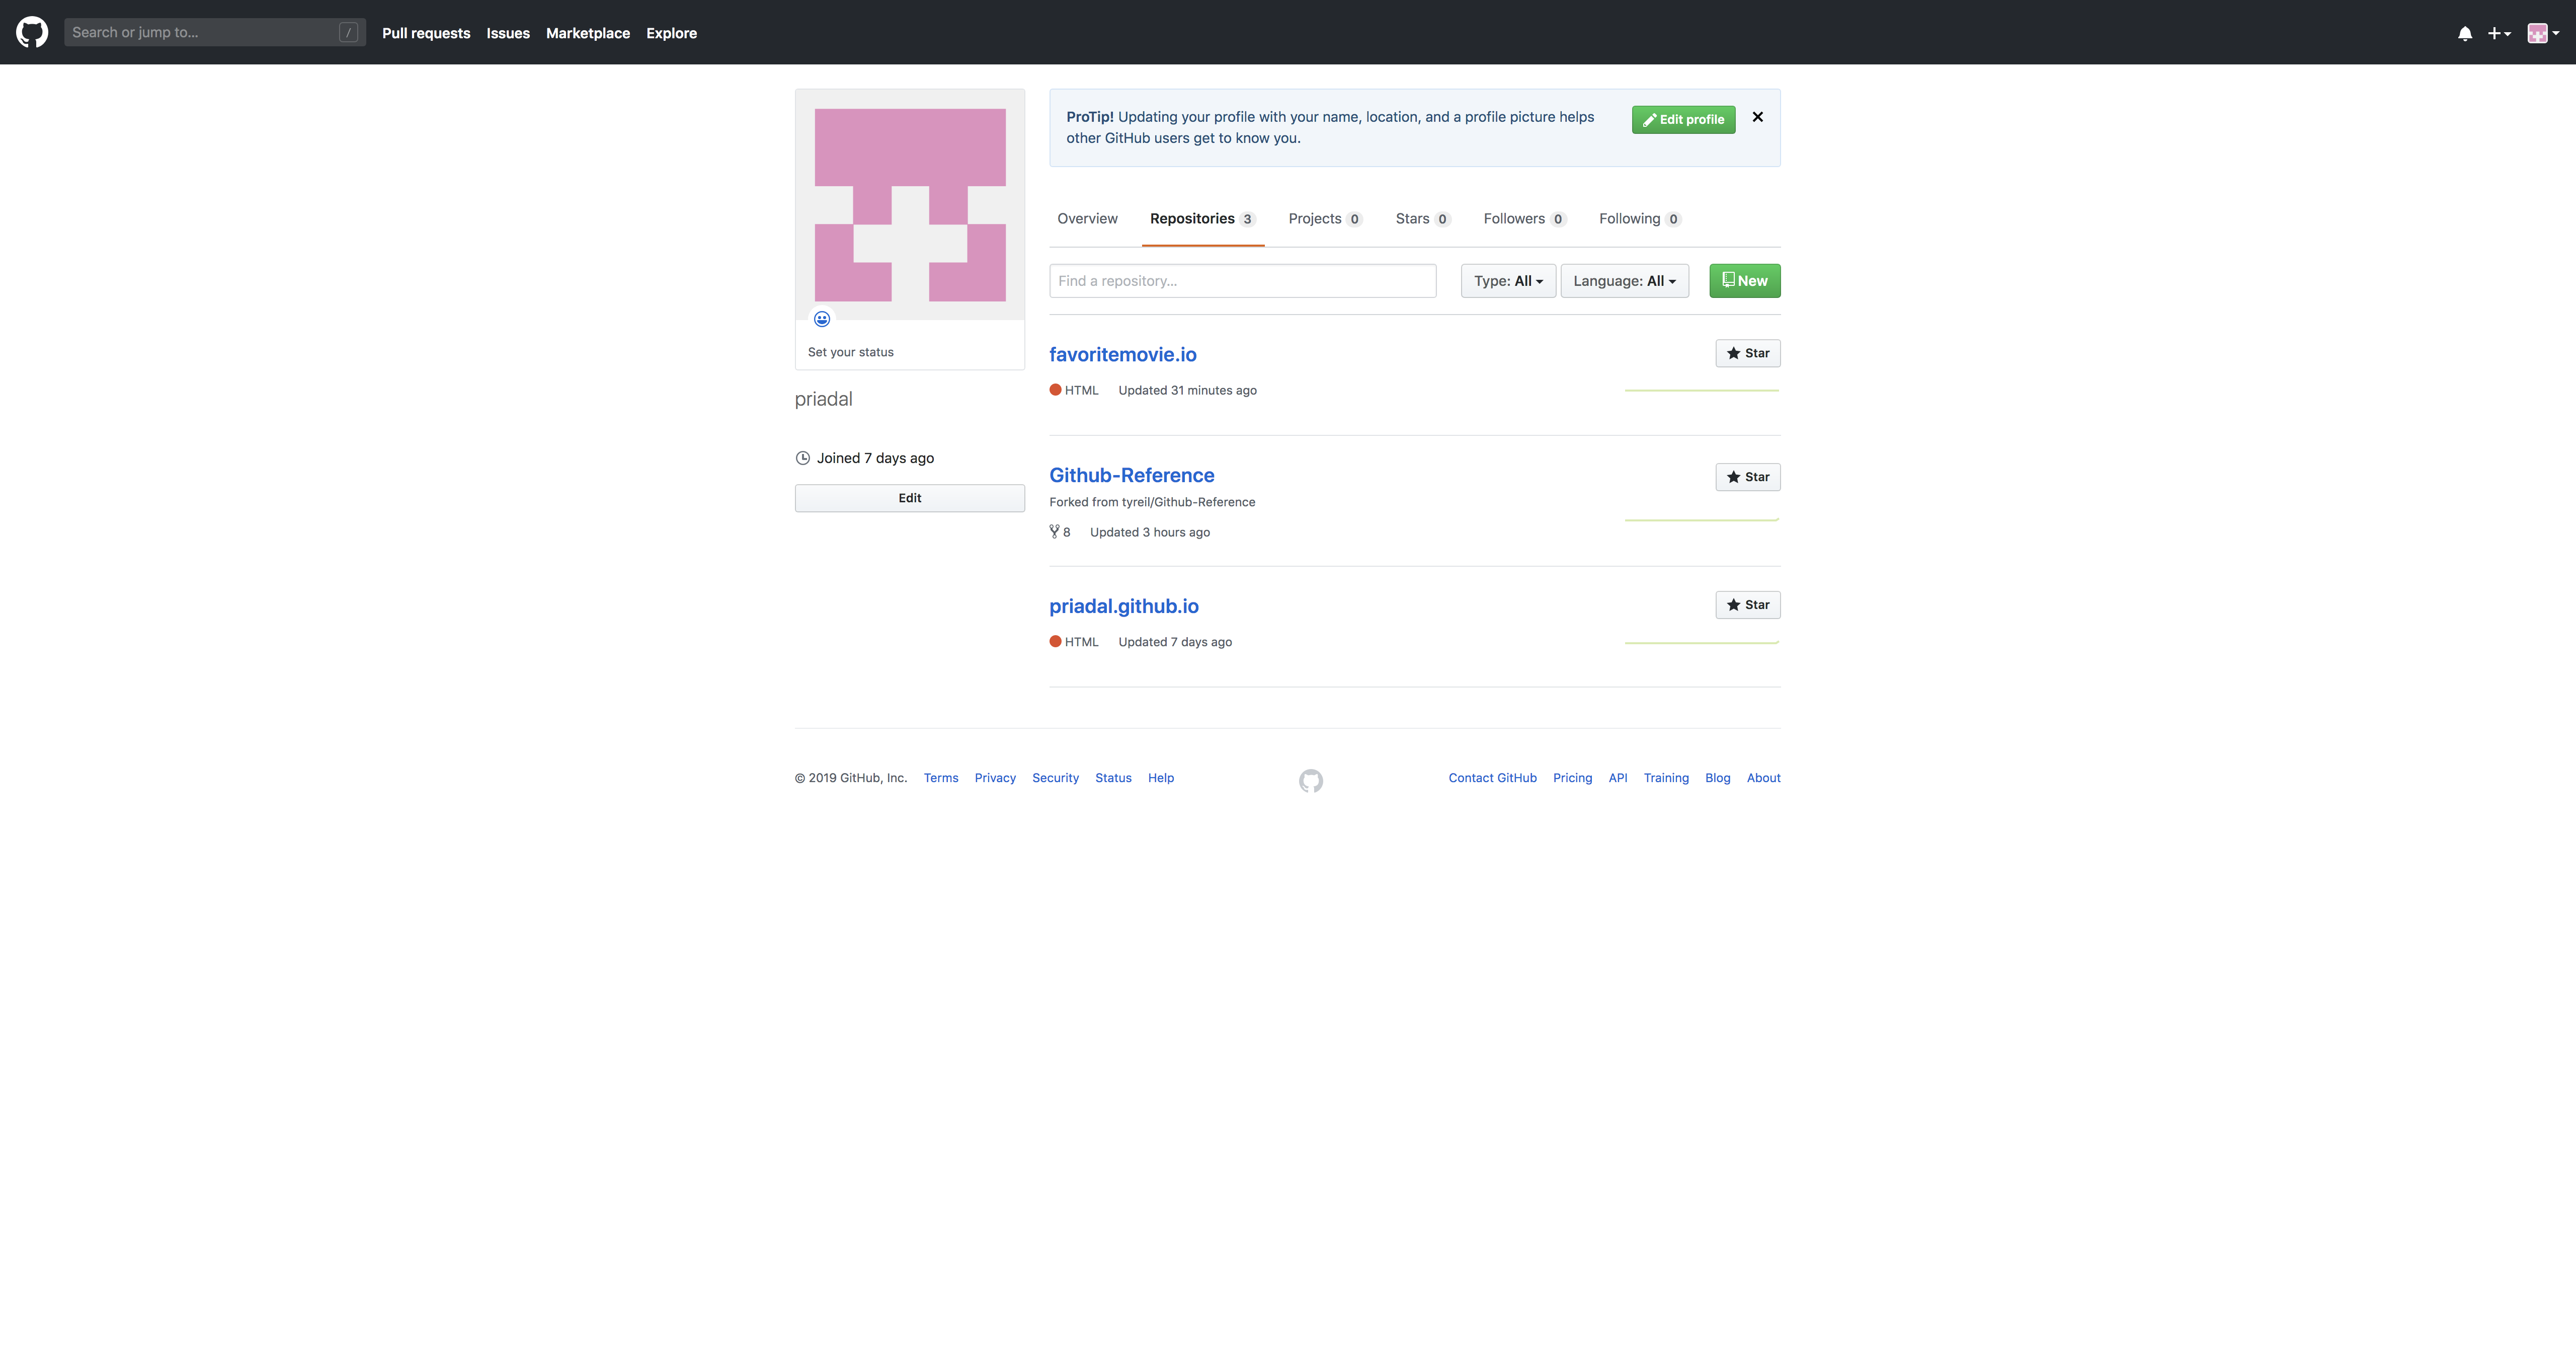 Search or jump to... /
Pull requests Issues Marketplace Explore
ProTip! Updating your profile with your name, location, and a profile picture helps
other GitHub users get to know you.
Edit profile
Overview Repositories 3 Projects 0 Stars 0 Followers 0 Following 0
Find a repository... Type: All Language: All New
Set your status
priadal
Joined 7 days ago
Edit
favoritemovie.io Star
HTML Updated 31 minutes ago
Github-Reference Star
Forked from tyreil/Github-Reference
8 Updated 3 hours ago
priadal.github.io Star
HTML Updated 7 days ago
© 2019 GitHub, Inc. Terms Privacy Security Status Help Contact GitHub Pricing API Training Blog About